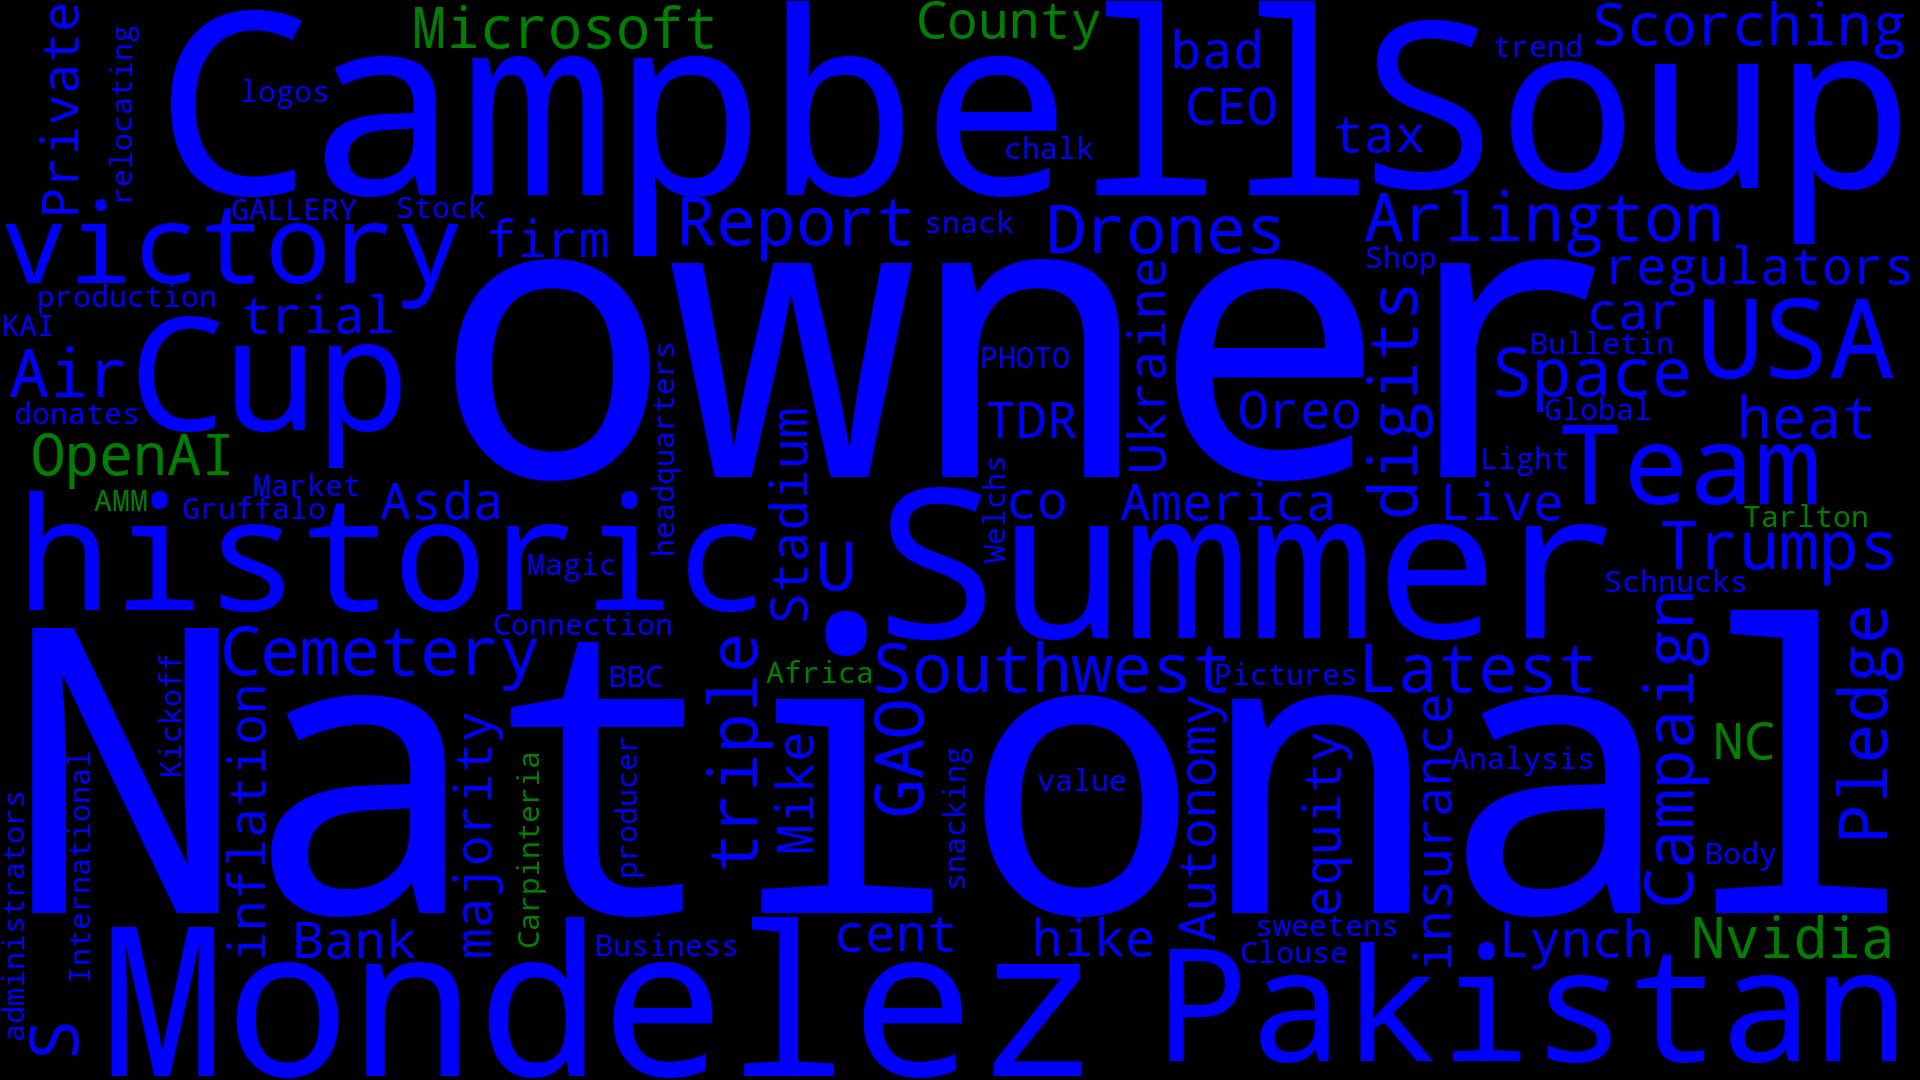 Private
relocating
Microsoft
County
bad
trend
Scorching
Campbell
Soup
logos
CEO
chalk
tax
GALLERY
Stock
victory
firm
Report
snack
Drones
Arlington
Shop
regulators
production
KAI
trial
owner
Ukraine
digits
car
USA
Bulletin
Air
Cup
headquarters
PHOTO
Space
donates
TDR
Oreo
Global
heat
OpenAI
Stadium
Light
Team
AMM
Market
Gruffalo
Asda
Welchs
co
America
Live
Tarlton
historic
Magic
U
Summer
Trumps
Schnucks
Connection
Cemetery
BBC
Africa
Southwest
Pictures
Latest
Campaign
Pledge
Kickoff
National
inflation
majority
triple
Mike
GAO
Autonomy
equity
insurance
Analysis
NC
administrators
International
Carpinteria
producer
snacking
value
Body
Bank
Business
cent
hike
sweetens
Clouse
Lynch
Nvidia
S
Mondelez
Pakistan